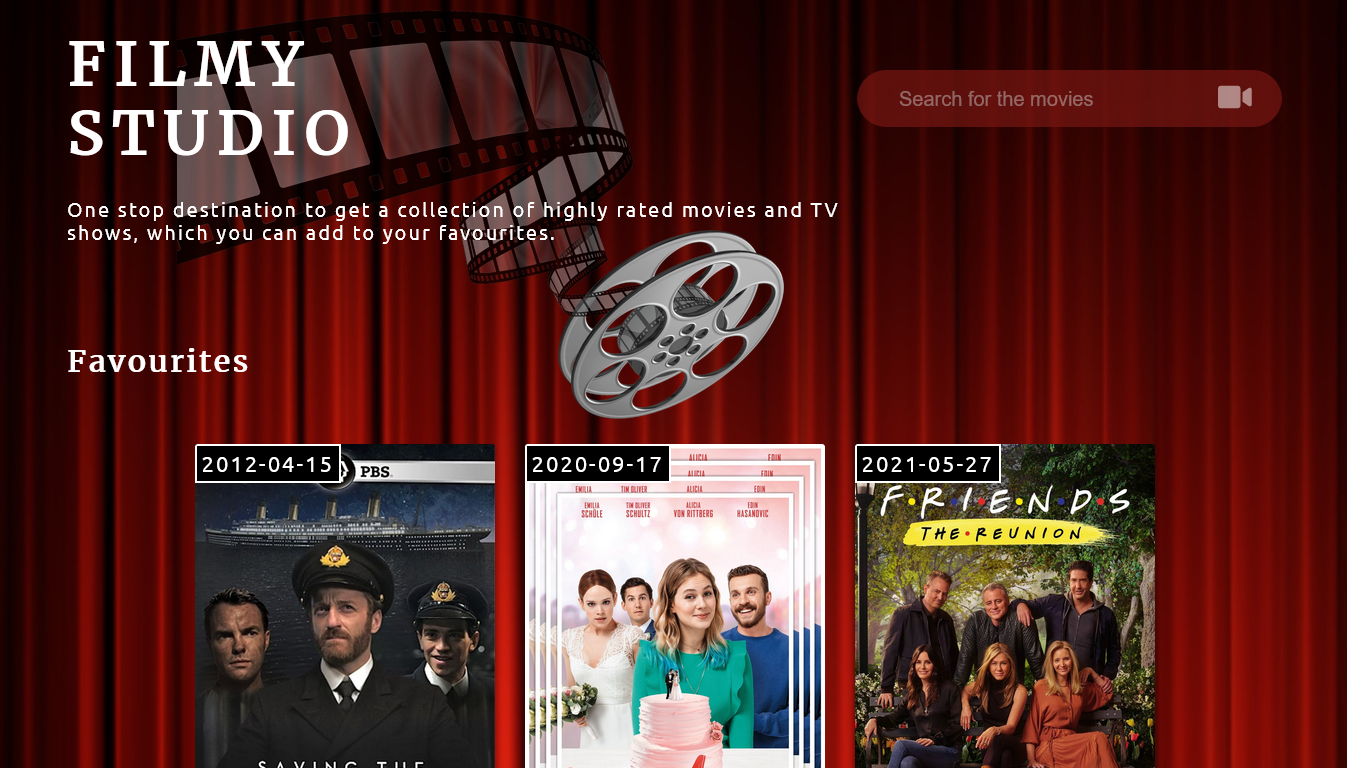 FILMY
STUDIO
Search for the movies
One stop destination to get a collection of highly rated movies and TV
shows, which you can add to your favourites.
Favourites
2012-04-15
PBS.
2020-09-17
ALICIA EDIN
ALICIA EDIN
EMILIA TIM OLIVER ALICIA EDIN
EMILIA TIM OLIVER ALICIA EDIN
SCHÜLE SCHULTZ VON RITTBERG HASANOVIC
2021-05-27
F·R·I·E·N·D·S
THE·REUNION
SAVING THE